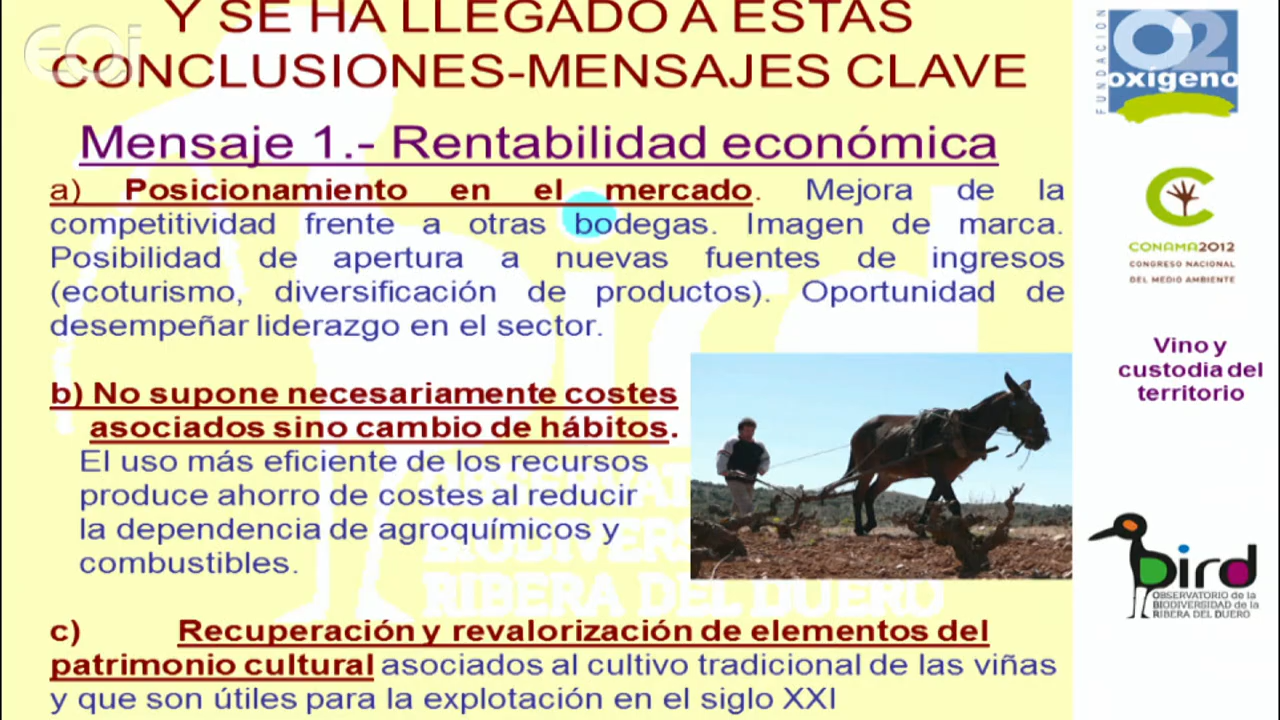 Y SE HA LLEGADO A ESTAS
CONCLUSIONES-MENSAJES CLAVE
Mensaje 1.- Rentabilidad económica
a) Posicionamiento en el mercado. Mejora de la
competitividad frente a otras bodegas. Imagen de marca.
Posibilidad de apertura a nuevas fuentes de ingresos
(ecoturismo, diversificación de productos). Oportunidad de
desempeñar liderazgo en el sector.
b) No supone necesariamente costes
asociados sino cambio de hábitos.
El uso más eficiente de los recursos
produce ahorro de costes al reducir
la dependencia de agroquímicos y
combustibles.
c) Recuperación y revalorización de elementos del
patrimonio cultural asociados al cultivo tradicional de las viñas
y que son útiles para la explotación en el siglo XXI
eoi
FUNDACIÓN
O2
oxígeno
CONAMA2012
CONGRESO NACIONAL
DEL MEDIO AMBIENTE
Vino y
custodia del
territorio
bird
OBSERVATORIO de la
BIODIVERSIDAD de la
RIBERA DEL DUERO
bird
RIBERA DEL DUERO